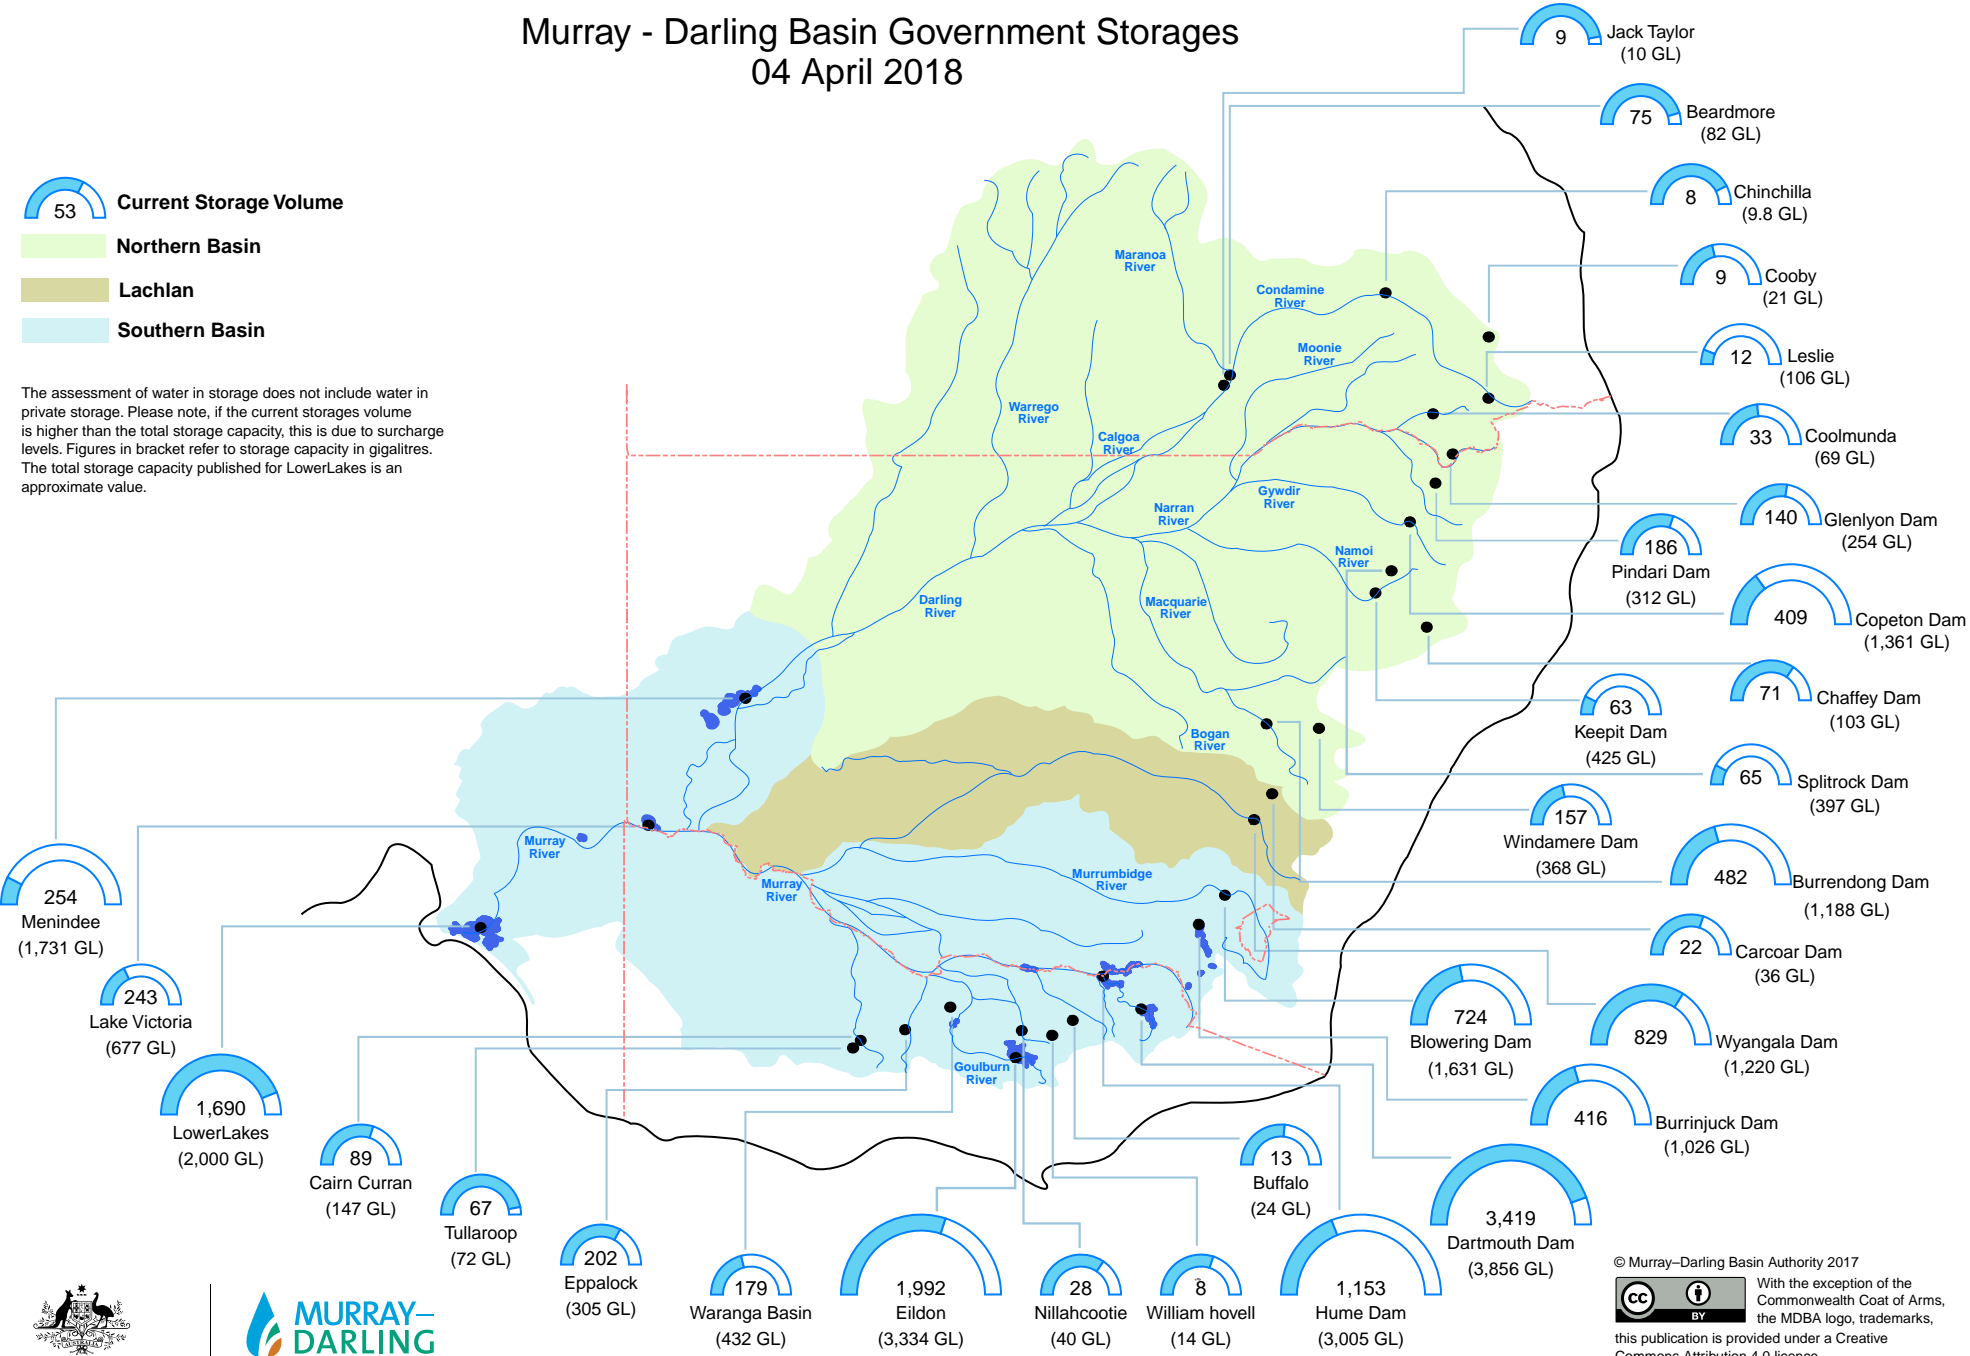 Murray - Darling Basin Government Storages
04 April 2018
53
Current Storage Volume
Northern Basin
Lachlan
Southern Basin
The assessment of water in storage does not include water in
private storage. Please note, if the current storages volume
is higher than the total storage capacity, this is due to surcharge
levels. Figures in bracket refer to storage capacity in gigalitres.
The total storage capacity published for LowerLakes is an
approximate value.
9
Jack Taylor
(10 GL)
75
Beardmore
(82 GL)
8
Chinchilla
(9.8 GL)
9
Cooby
(21 GL)
12
Leslie
(106 GL)
33
Coolmunda
(69 GL)
140
Glenlyon Dam
(254 GL)
186
Pindari Dam
(312 GL)
409
Copeton Dam
(1,361 GL)
71
Chaffey Dam
(103 GL)
63
Keepit Dam
(425 GL)
65
Splitrock Dam
(397 GL)
157
Windamere Dam
(368 GL)
482
Burrendong Dam
(1,188 GL)
22
Carcoar Dam
(36 GL)
724
Blowering Dam
(1,631 GL)
829
Wyangala Dam
(1,220 GL)
416
Burrinjuck Dam
(1,026 GL)
3,419
Dartmouth Dam
(3,856 GL)
13
Buffalo
(24 GL)
1,153
Hume Dam
(3,005 GL)
8
William hovell
(14 GL)
28
Nillahcootie
(40 GL)
1,992
Eildon
(3,334 GL)
179
Waranga Basin
(432 GL)
202
Eppalock
(305 GL)
67
Tullaroop
(72 GL)
89
Cairn Curran
(147 GL)
1,690
LowerLakes
(2,000 GL)
243
Lake Victoria
(677 GL)
254
Menindee
(1,731 GL)
Maranoa
River
Condamine
River
Moonie
River
Warrego
River
Calgoa
River
Gywdir
River
Narran
River
Namoi
River
Darling
River
Macquarie
River
Bogan
River
Murray
River
Murray
River
Murrumbidge
River
Goulburn
River
AUSTRALIA
MURRAY–
DARLING
© Murray–Darling Basin Authority 2017
cc
BY
With the exception of the
Commonwealth Coat of Arms,
the MDBA logo, trademarks,
this publication is provided under a Creative
Commons Attribution 4.0 licence